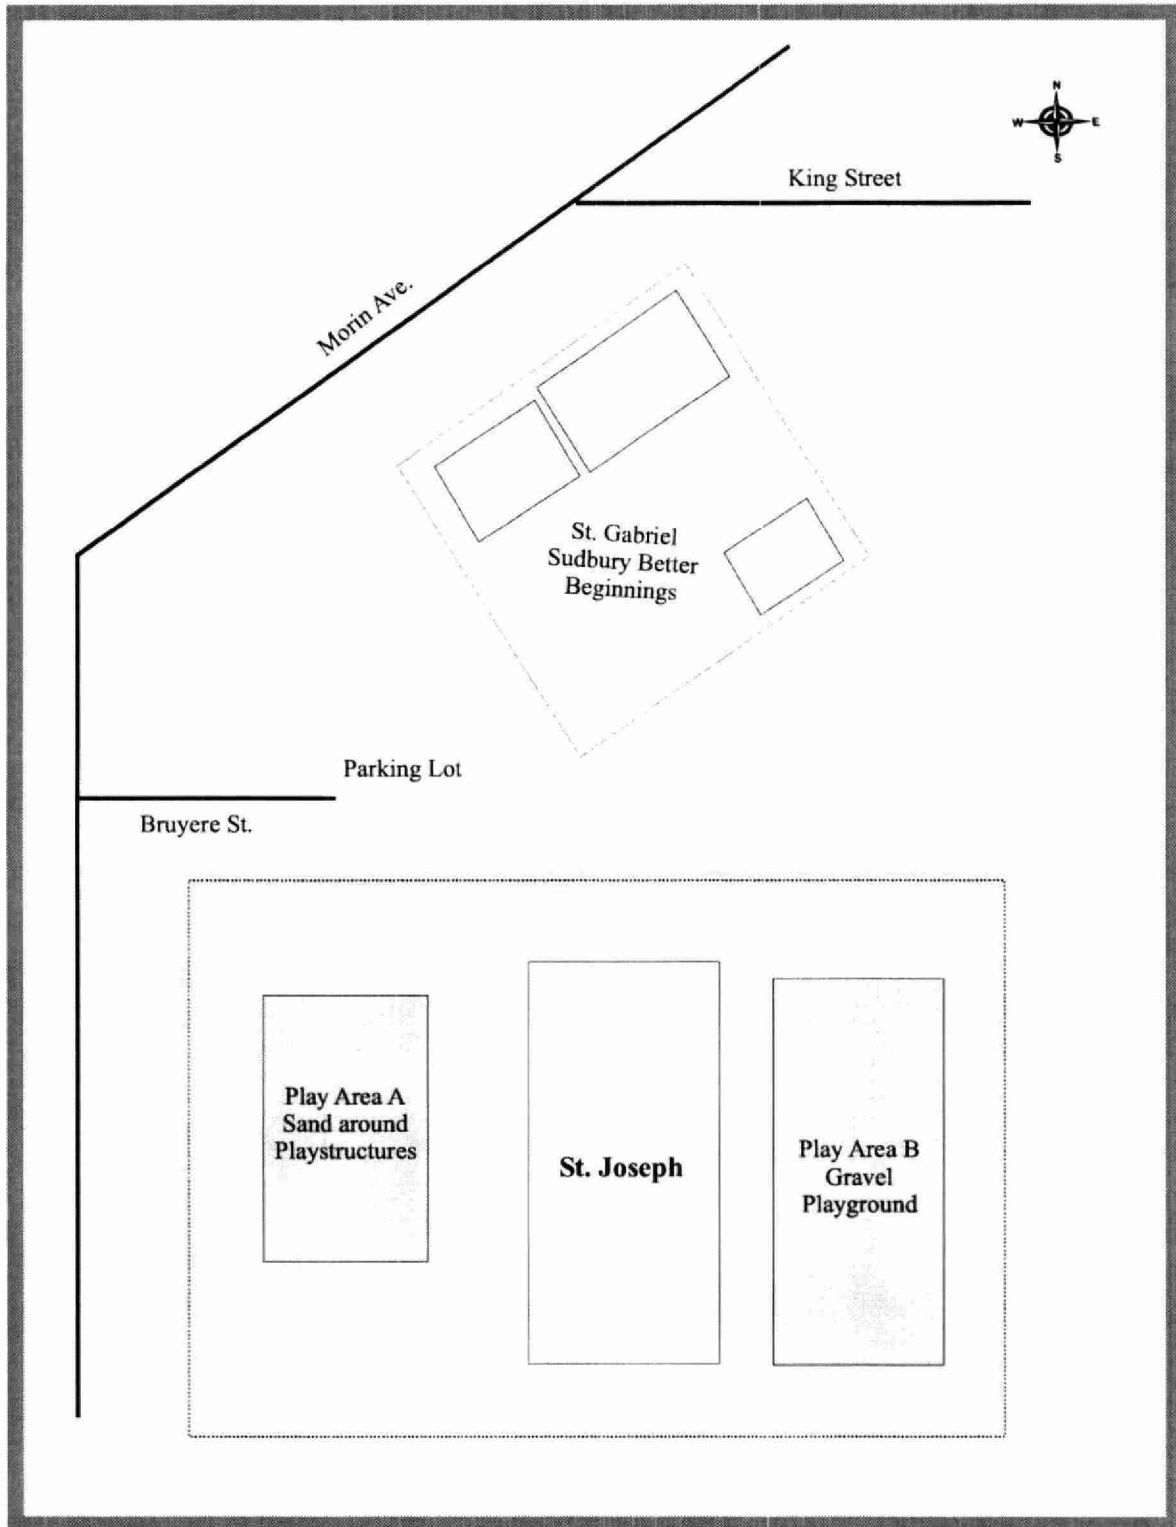 N
W E
S
King Street
Morin Ave.
St. Gabriel
Sudbury Better
Beginnings
Parking Lot
Bruyere St.
Play Area A
Sand around
Playstructures
St. Joseph
Play Area B
Gravel
Playground